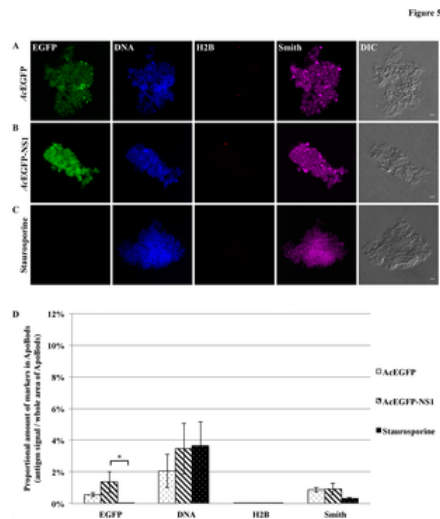 Figure 5
A EGFP DNA H2B Smith DIC
AcEGFP
B
AcEGFP-NS1
C
Staurosporine
D
Proportional amount of markers in ApoBods
(antigen signal / whole area of ApoBods)
12%
10%
8%
6%
4%
2%
0%
*
EGFP DNA H2B Smith
AcEGFP
AcEGFP-NS1
Staurosporine